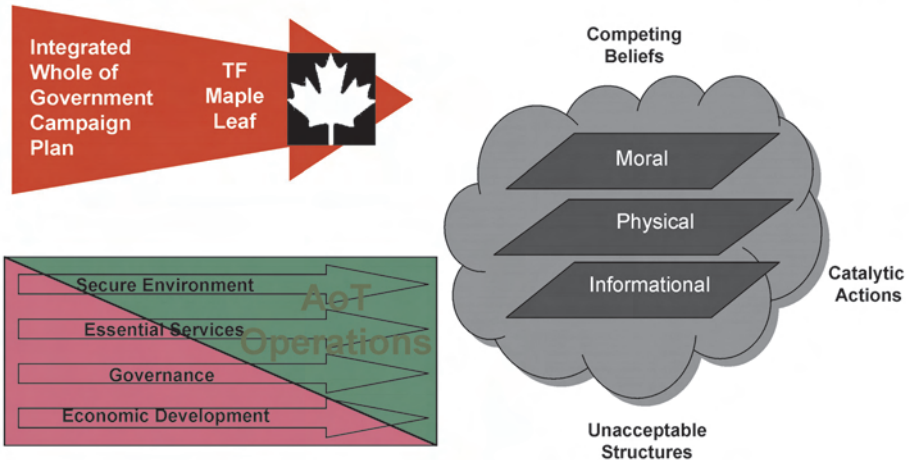 Integrated
Whole of
Government
Campaign
Plan
TF
Maple
Leaf
Competing
Beliefs
Moral
Physical
Informational
Catalytic
Actions
Unacceptable
Structures
Secure Environment
Essential Services
Governance
Economic Development
AoT
Operations